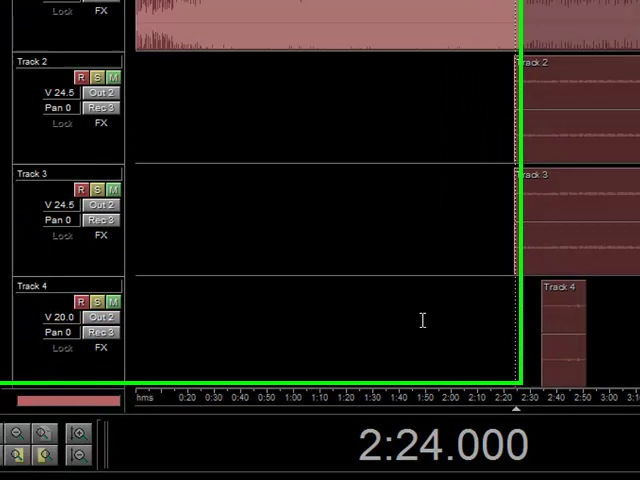 Lock FX
Track 2
R S M
V 24.5 Out 2
Pan 0 Rec 3
Lock FX
Track 2
Track 3
R S M
V 24.5 Out 2
Pan 0 Rec 3
Lock FX
Track 3
Track 4
R S M
V 20.0 Out 2
Pan 0 Rec 3
Lock FX
Track 4
hms 0:20 0:30 0:40 0:50 1:00 1:10 1:20 1:30 1:40 1:50 2:00 2:10 2:20 2:30 2:40 2:50 3:00
2:24.000